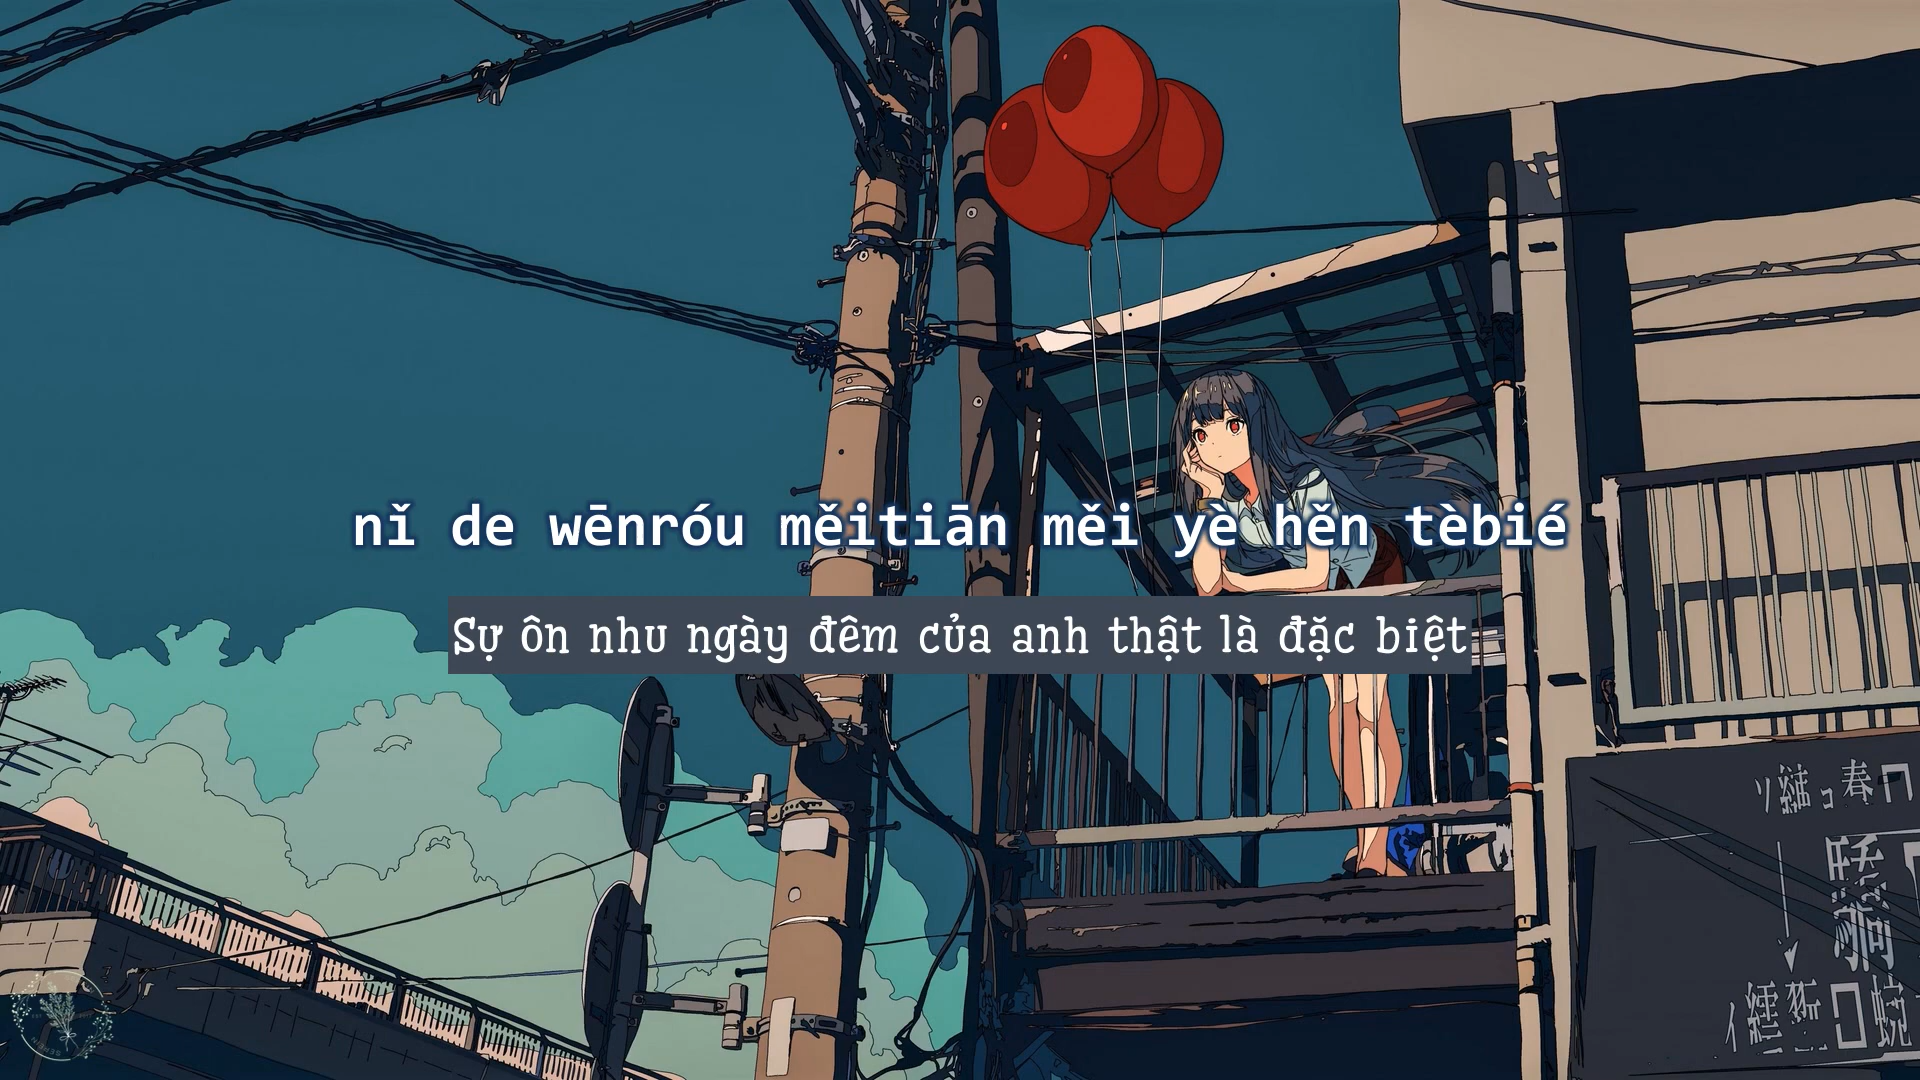 nǐ de wēnróu měitiān měi yè hěn tèbié
Sự ôn nhu ngày đêm của anh thật là đặc biệt